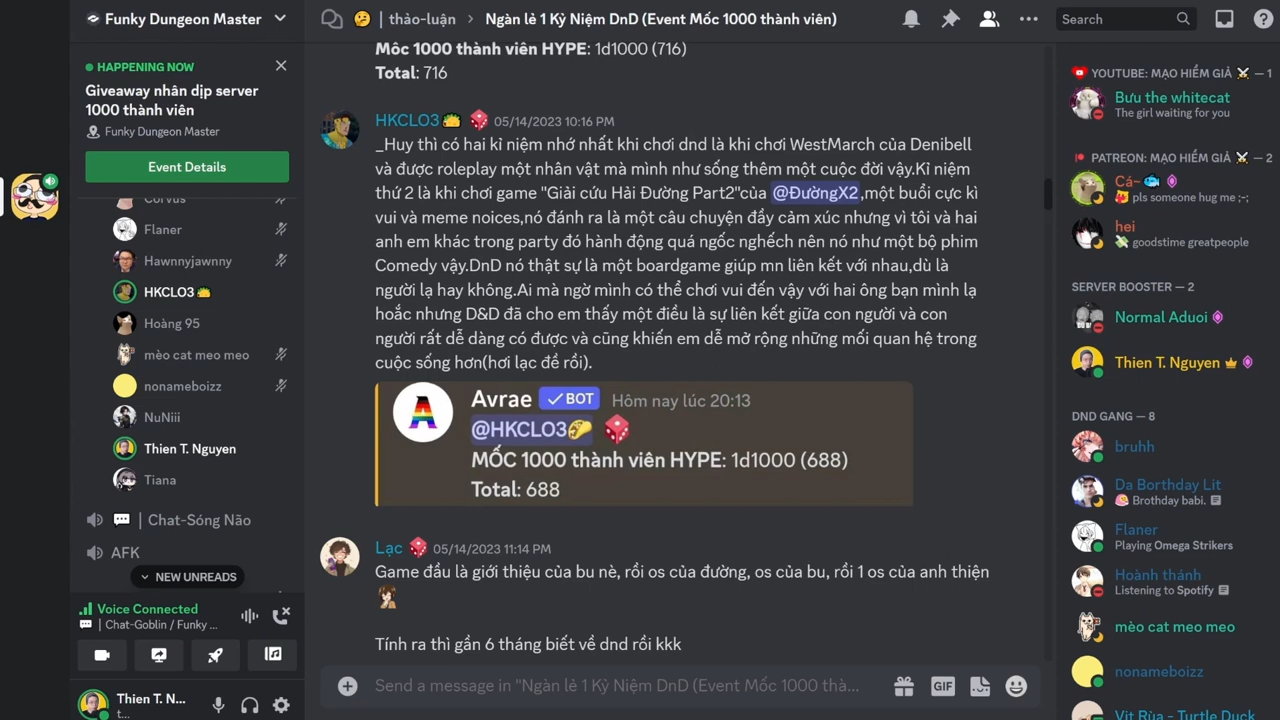 Funky Dungeon Master
HAPPENING NOW
Giveaway nhân dịp server
1000 thành viên
Funky Dungeon Master
Event Details
Corvus
Flaner
Hawnnyjawnny
HKCLO3
Hoàng 95
mèo cat meo meo
nonameboizz
NuNiii
Thien T. Nguyen
Tiana
| Chat-Sóng Não
AFK
NEW UNREADS
Voice Connected
| Chat-Goblin / Funky ...
Thien T. N...
t...
| thảo-luận
Ngàn lẻ 1 Kỷ Niệm DnD (Event Mốc 1000 thành viên)
Search
Mốc 1000 thành viên HYPE: 1d1000 (716)
Total: 716
HKCLO3 05/14/2023 10:16 PM
_Huy thì có hai kỉ niệm nhớ nhất khi chơi dnd là khi chơi WestMarch của Denibell
và được roleplay một nhân vật mà mình như sống thêm một cuộc đời vậy.Kỉ niệm
thứ 2 là khi chơi game "Giải cứu Hải Đường Part2"của @ĐườngX2,một buổi cực kì
vui và meme noices,nó đánh ra là một câu chuyện đầy cảm xúc nhưng vì tôi và hai
anh em khác trong party đó hành động quá ngốc nghếch nên nó như một bộ phim
Comedy vậy.DnD nó thật sự là một boardgame giúp mn liên kết với nhau,dù là
người lạ hay không.Ai mà ngờ mình có thể chơi vui đến vậy với hai ông bạn mình lạ
hoắc nhưng D&D đã cho em thấy một điều là sự liên kết giữa con người và con
người rất dễ dàng có được và cũng khiến em dễ mở rộng những mối quan hệ trong
cuộc sống hơn(hơi lạc đề rồi).
Avrae BOT Hôm nay lúc 20:13
@HKCLO3
MỐC 1000 thành viên HYPE: 1d1000 (688)
Total: 688
Lạc 05/14/2023 11:14 PM
Game đầu là giới thiệu của bu nè, rồi os của đường, os của bu, rồi 1 os của anh thiện
Tính ra thì gần 6 tháng biết về dnd rồi kkk
Send a message in "Ngàn lẻ 1 Kỷ Niệm DnD (Event Mốc 1000 thà...
GIF
YOUTUBE: MẠO HIỂM GIẢ — 1
Bưu the whitecat
The girl waiting for you
PATREON: MẠO HIỂM GIẢ — 2
Cá~
pls someone hug me ;-;
hei
goodstime greatpeople
SERVER BOOSTER — 2
Normal Aduoi
Thien T. Nguyen
DND GANG — 8
bruhh
Da Borthday Lit
Brothday babi.
Flaner
Playing Omega Strikers
Hoành thánh
Listening to Spotify
mèo cat meo meo
nonameboizz
Vịt Rùa - Turtle Duck